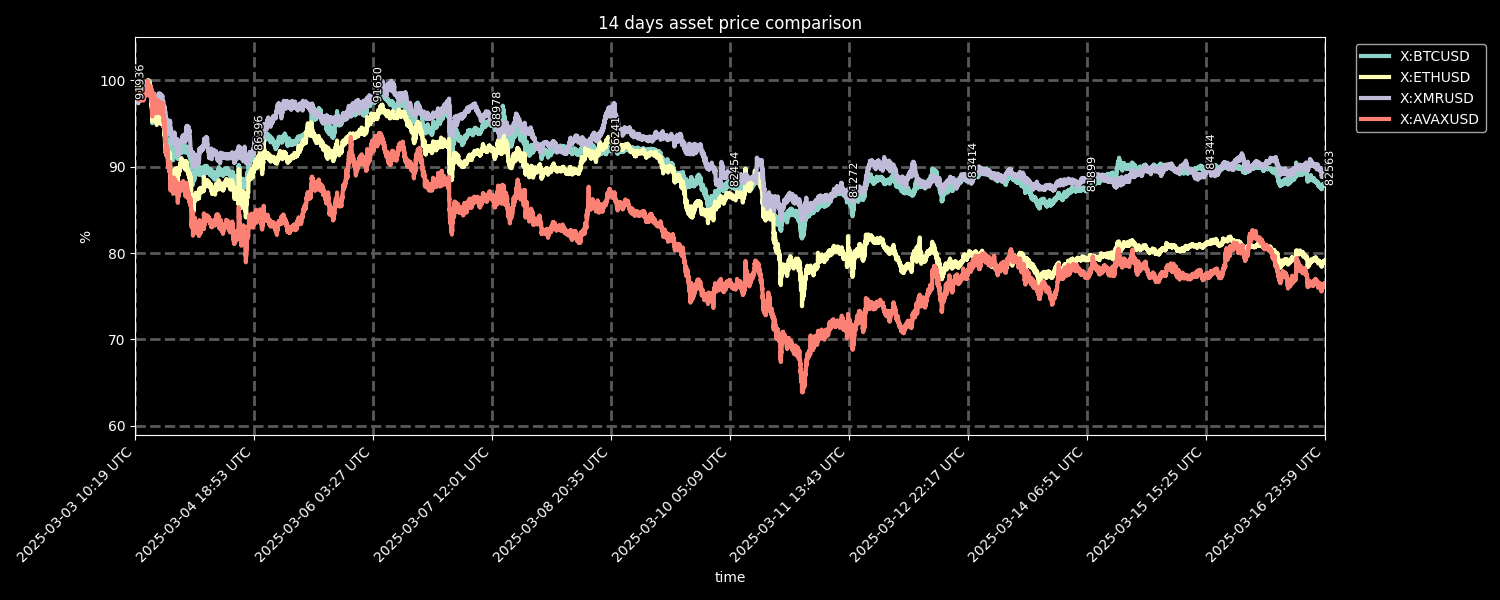 14 days asset price comparison
X:BTCUSD
X:ETHUSD
X:XMRUSD
X:AVAXUSD
100
90
80
70
60
%
91936
86396
91650
88978
86241
82454
81272
83414
81899
84344
82563
2025-03-03 10:19 UTC
2025-03-04 18:53 UTC
2025-03-06 03:27 UTC
2025-03-07 12:01 UTC
2025-03-08 20:35 UTC
2025-03-10 05:09 UTC
2025-03-11 13:43 UTC
2025-03-12 22:17 UTC
2025-03-14 06:51 UTC
2025-03-15 15:25 UTC
2025-03-16 23:59 UTC
time